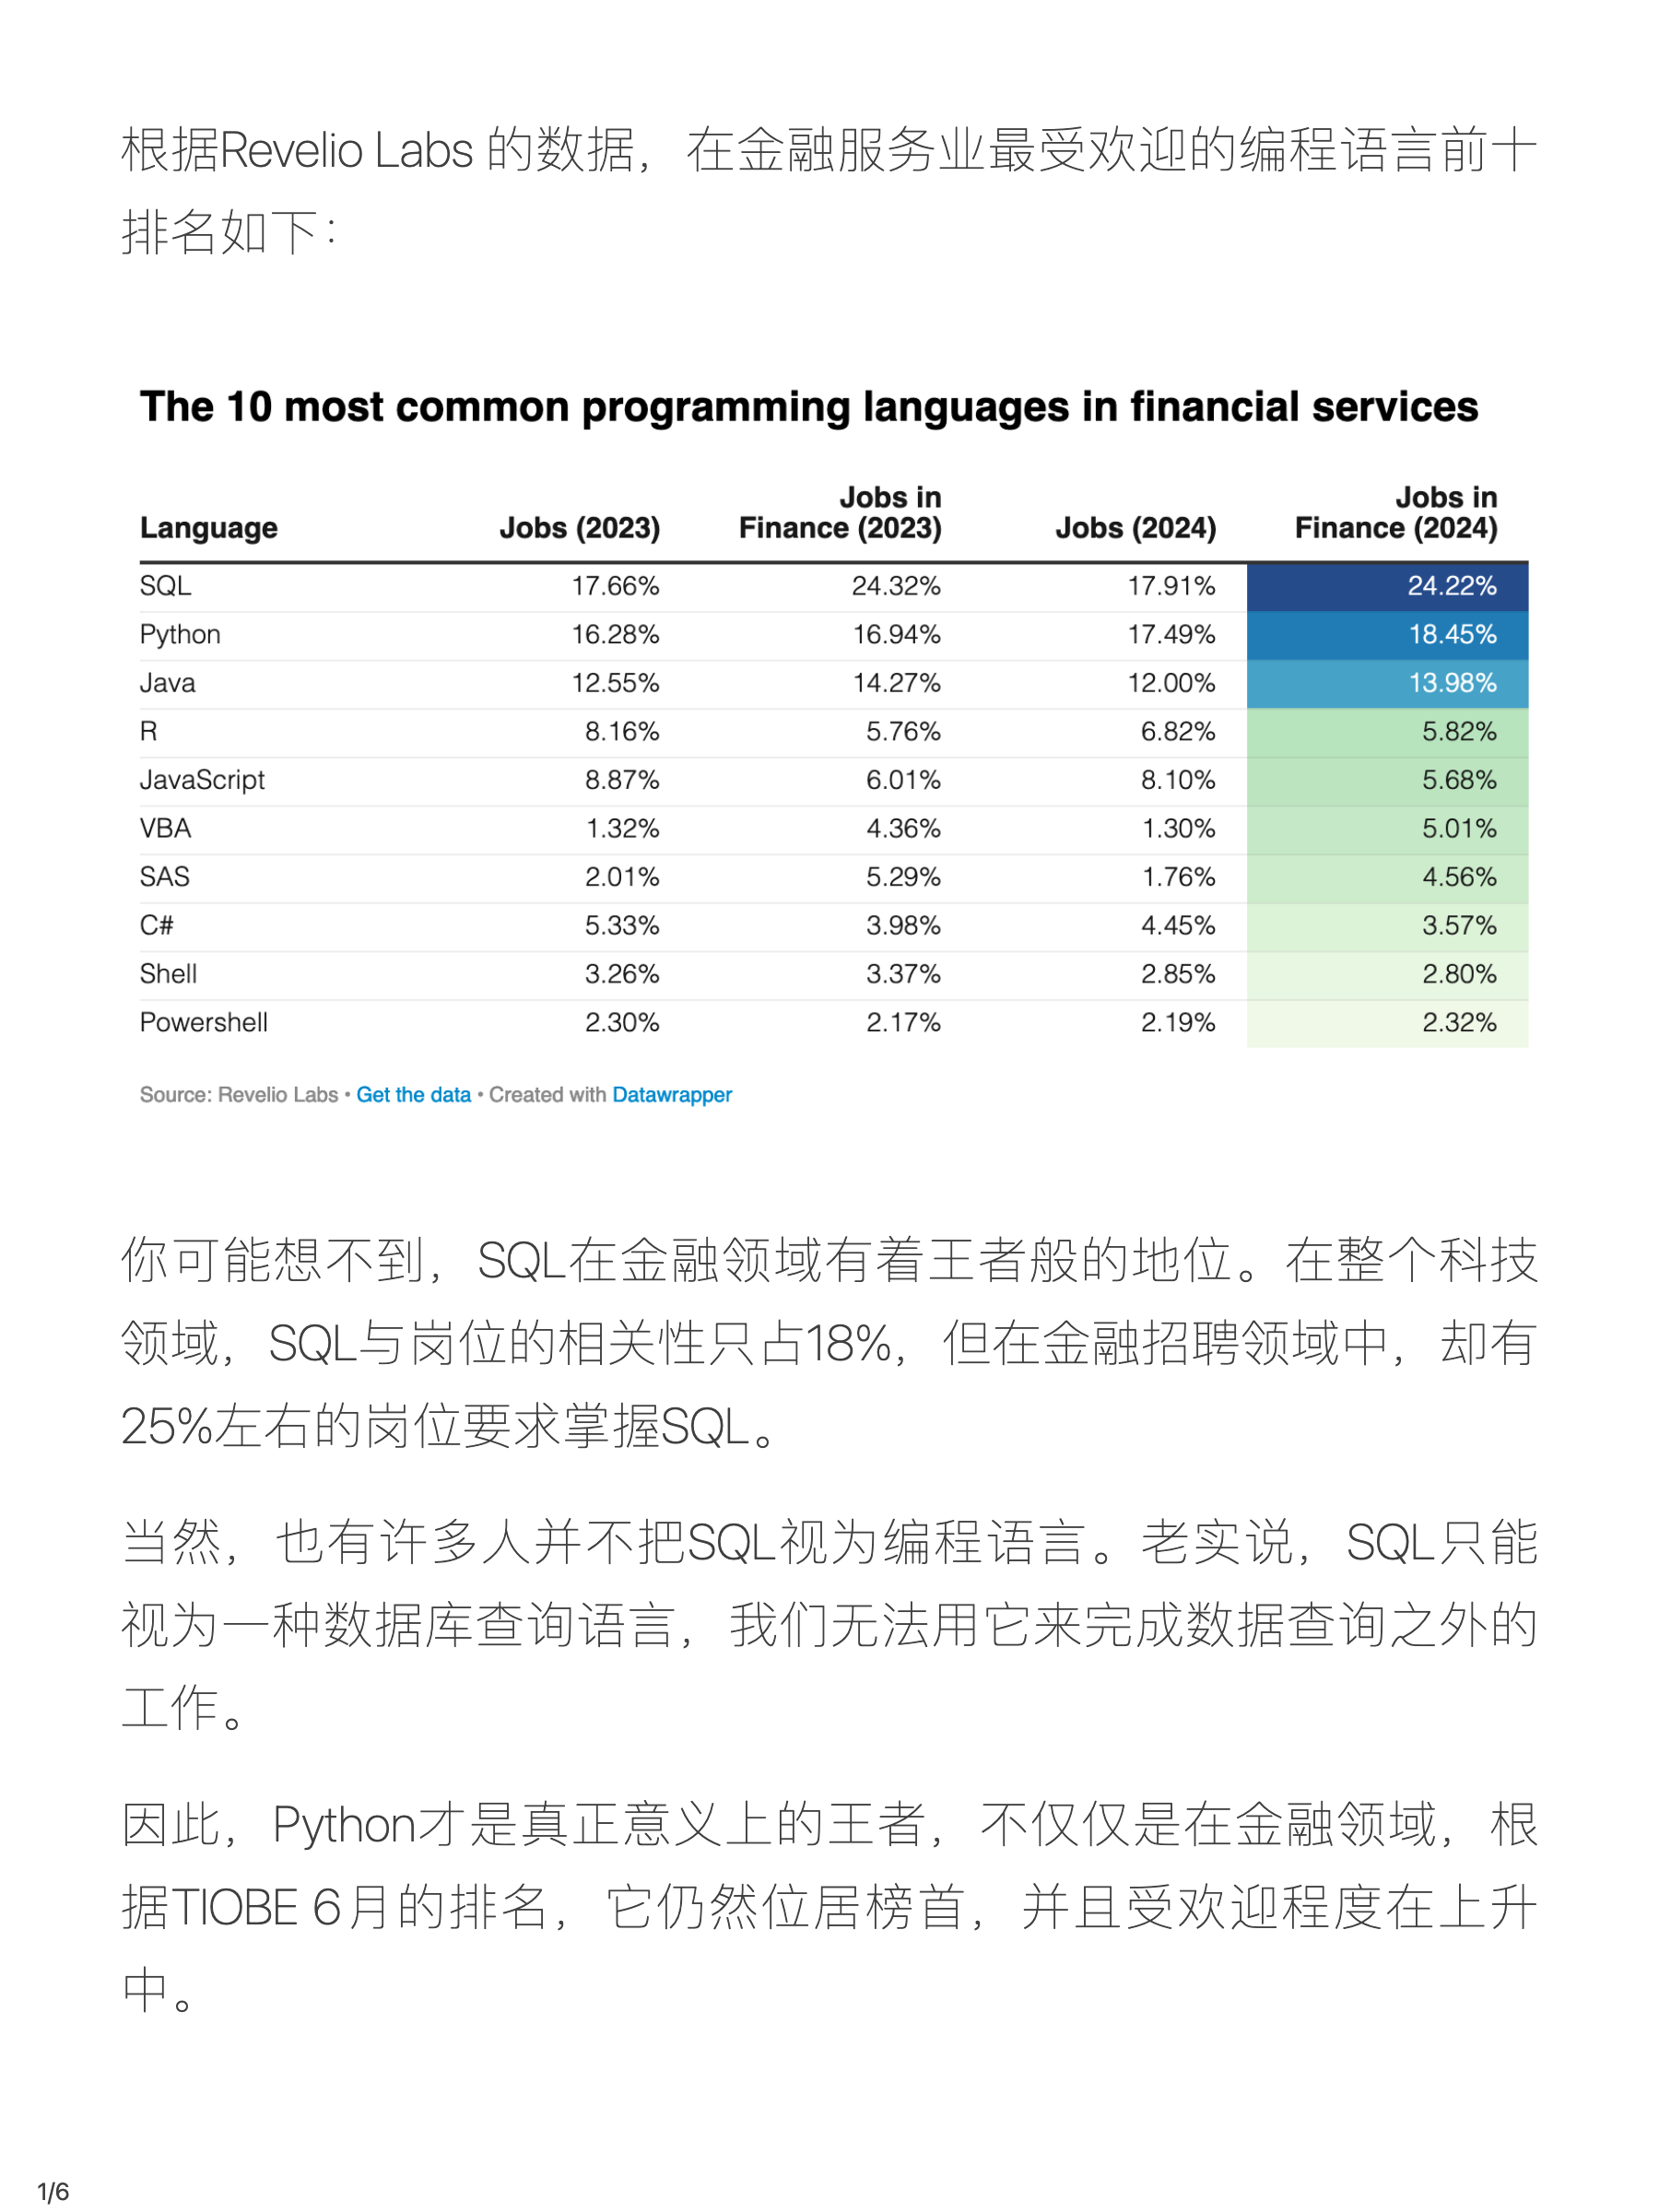 根据Revelio Labs 的数据，在金融服务业最受欢迎的编程语言前十
排名如下：
The 10 most common programming languages in financial services
Language Jobs (2023) Jobs in Finance (2023) Jobs (2024) Jobs in Finance (2024)
SQL 17.66% 24.32% 17.91% 24.22%
Python 16.28% 16.94% 17.49% 18.45%
Java 12.55% 14.27% 12.00% 13.98%
R 8.16% 5.76% 6.82% 5.82%
JavaScript 8.87% 6.01% 8.10% 5.68%
VBA 1.32% 4.36% 1.30% 5.01%
SAS 2.01% 5.29% 1.76% 4.56%
C# 5.33% 3.98% 4.45% 3.57%
Shell 3.26% 3.37% 2.85% 2.80%
Powershell 2.30% 2.17% 2.19% 2.32%
Source: Revelio Labs • Get the data • Created with Datawrapper
你可能想不到，SQL在金融领域有着王者般的地位。在整个科技
领域，SQL与岗位的相关性只占18%，但在金融招聘领域中，却有
25%左右的岗位要求掌握SQL。
当然，也有许多人并不把SQL视为编程语言。老实说，SQL只能
视为一种数据库查询语言，我们无法用它来完成数据查询之外的
工作。
因此，Python才是真正意义上的王者，不仅仅是在金融领域，根
据TIOBE 6月的排名，它仍然位居榜首，并且受欢迎程度在上升
中。
1/6